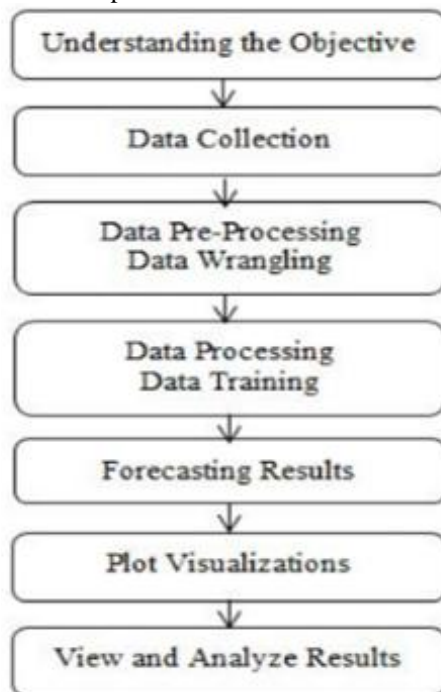 Understanding the Objective
Data Collection
Data Pre-Processing
Data Wrangling
Data Processing
Data Training
Forecasting Results
Plot Visualizations
View and Analyze Results